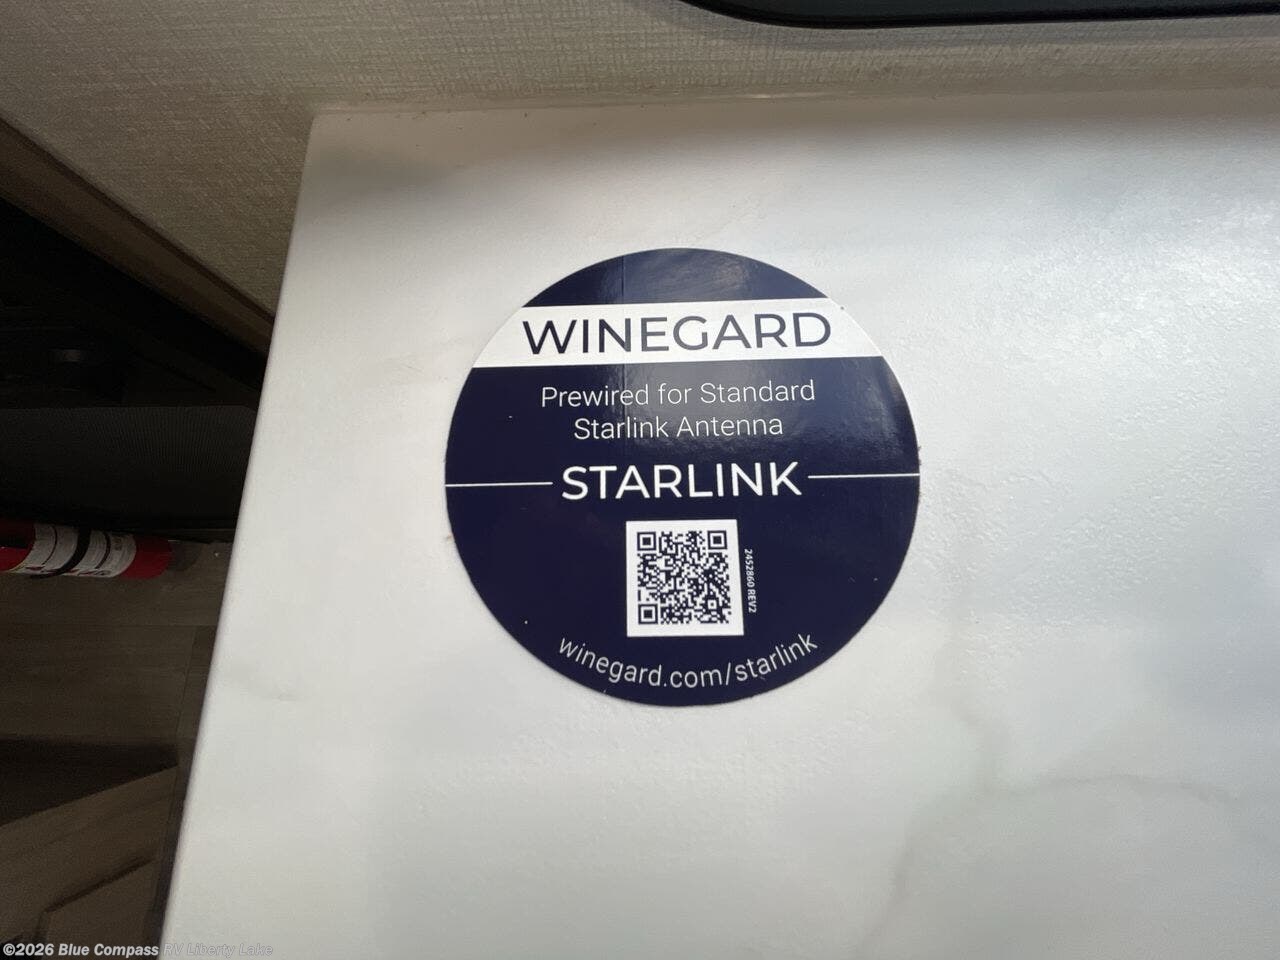 WINEGARD
Prewired for Standard
Starlink Antenna
STARLINK
2452860 REV2
winegard.com/starlink
©2026 Blue Compass RV Liberty Lake